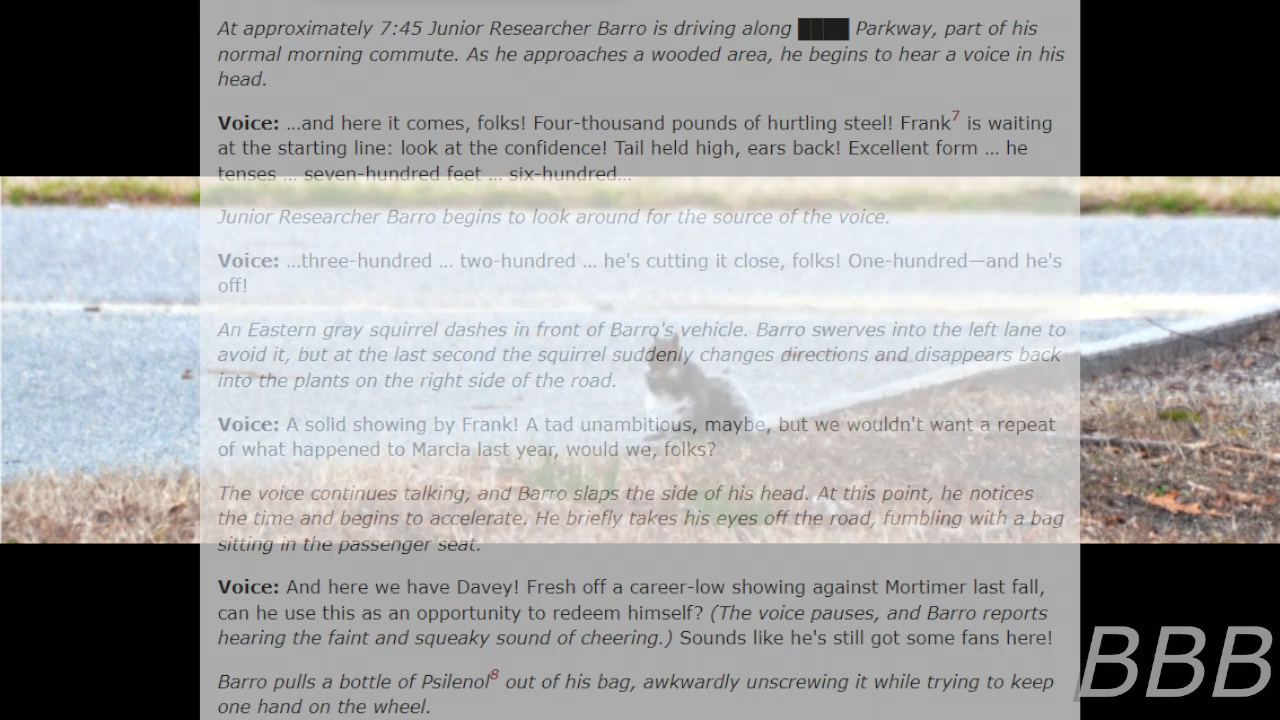 At approximately 7:45 Junior Researcher Barro is driving along ████ Parkway, part of his
normal morning commute. As he approaches a wooded area, he begins to hear a voice in his
head.
Voice: …and here it comes, folks! Four-thousand pounds of hurtling steel! Frank7 is waiting
at the starting line: look at the confidence! Tail held high, ears back! Excellent form … he
tenses … seven-hundred feet … six-hundred…
Junior Researcher Barro begins to look around for the source of the voice.
Voice: …three-hundred … two-hundred … he's cutting it close, folks! One-hundred—and he's
off!
An Eastern gray squirrel dashes in front of Barro's vehicle. Barro swerves into the left lane to
avoid it, but at the last second the squirrel suddenly changes directions and disappears back
into the plants on the right side of the road.
Voice: A solid showing by Frank! A tad unambitious, maybe, but we wouldn't want a repeat
of what happened to Marcia last year, would we, folks?
The voice continues talking, and Barro slaps the side of his head. At this point, he notices
the time and begins to accelerate. He briefly takes his eyes off the road, fumbling with a bag
sitting in the passenger seat.
Voice: And here we have Davey! Fresh off a career-low showing against Mortimer last fall,
can he use this as an opportunity to redeem himself? (The voice pauses, and Barro reports
hearing the faint and squeaky sound of cheering.) Sounds like he's still got some fans here!
Barro pulls a bottle of Psilenol8 out of his bag, awkwardly unscrewing it while trying to keep
one hand on the wheel.
BBB